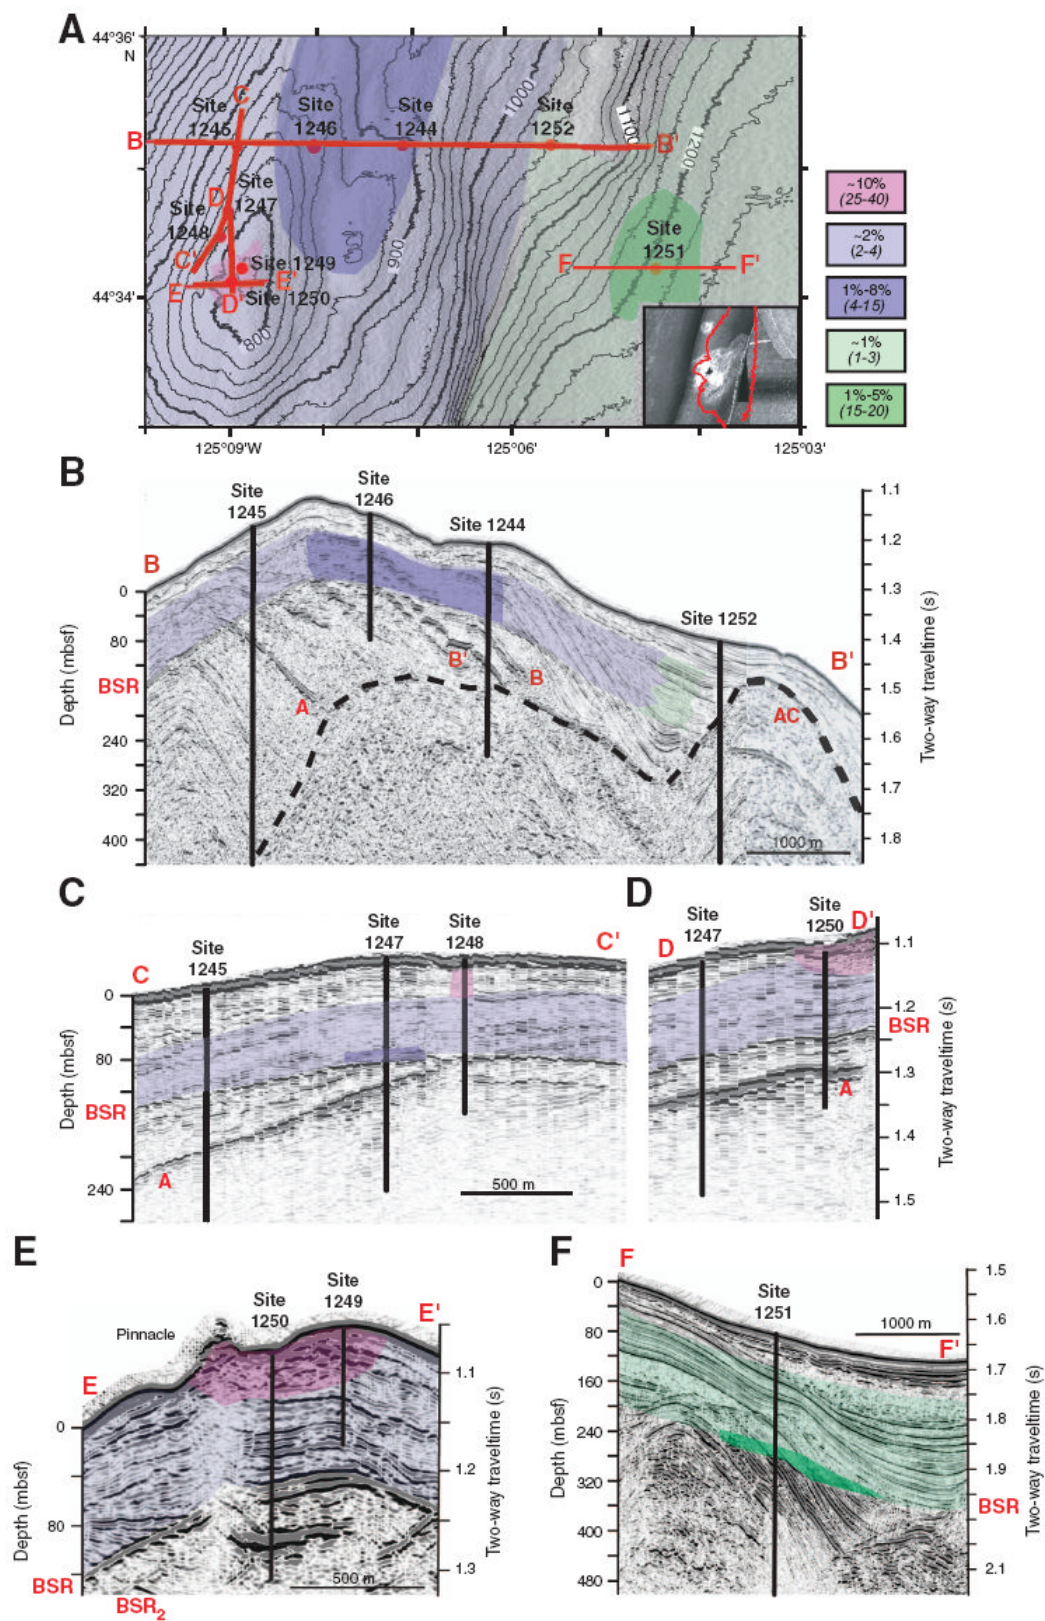 A
44°36'
N
C
Site
1245
Site
1246
Site
1244
1000
Site
1252
1100
1200
B
B'
Site
1247
D
Site
1248
Site
1251
900
C'
Site 1249
F
F'
E
E'
44°34'
D'
Site 1250
800
125°09'W
125°06'
125°03'
~10%
(25-40)
~2%
(2-4)
1%-8%
(4-15)
~1%
(1-3)
1%-5%
(15-20)
B
Site
1245
Site
1246
Site 1244
Site 1252
B
B'
B'
B
A
AC
Depth (mbsf)
0
80
BSR
240
320
400
1000 m
1.1
1.2
1.3
1.4
1.5
1.6
1.7
1.8
Two-way traveltime (s)
C
Site
1245
Site
1247
Site
1248
C
C'
Depth (mbsf)
0
80
BSR
240
A
500 m
D
Site
1247
Site
1250
D
D'
A
1.1
1.2
BSR
1.3
1.4
1.5
Two-way traveltime (s)
E
Site
1250
Site
1249
Pinnacle
E
E'
Depth (mbsf)
0
80
BSR
BSR2
500 m
1.1
1.2
1.3
Two-way traveltime (s)
F
F
Site
1251
1000 m
F'
Depth (mbsf)
0
80
160
240
320
400
480
1.5
1.6
1.7
1.8
1.9
BSR
2.1
Two-way traveltime (s)